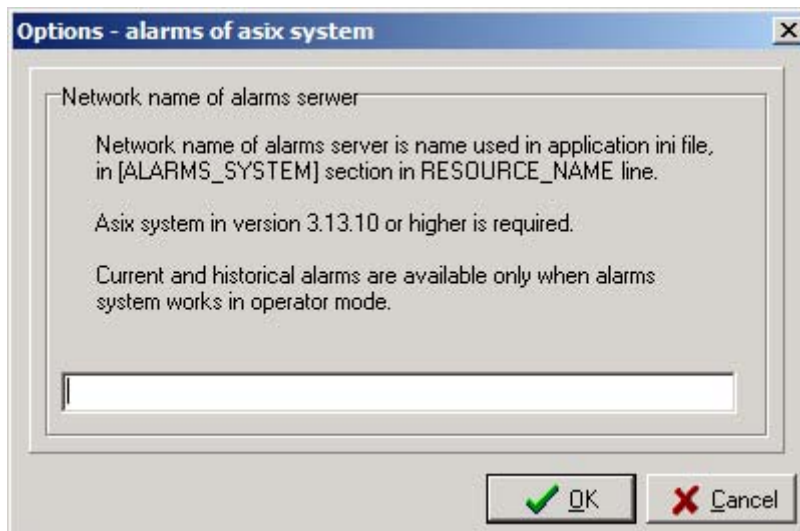 Options - alarms of asix system
Network name of alarms serwer
Network name of alarms server is name used in application ini file,
in [ALARMS_SYSTEM] section in RESOURCE_NAME line.
Asix system in version 3.13.10 or higher is required.
Current and historical alarms are available only when alarms
system works in operator mode.
OK
Cancel